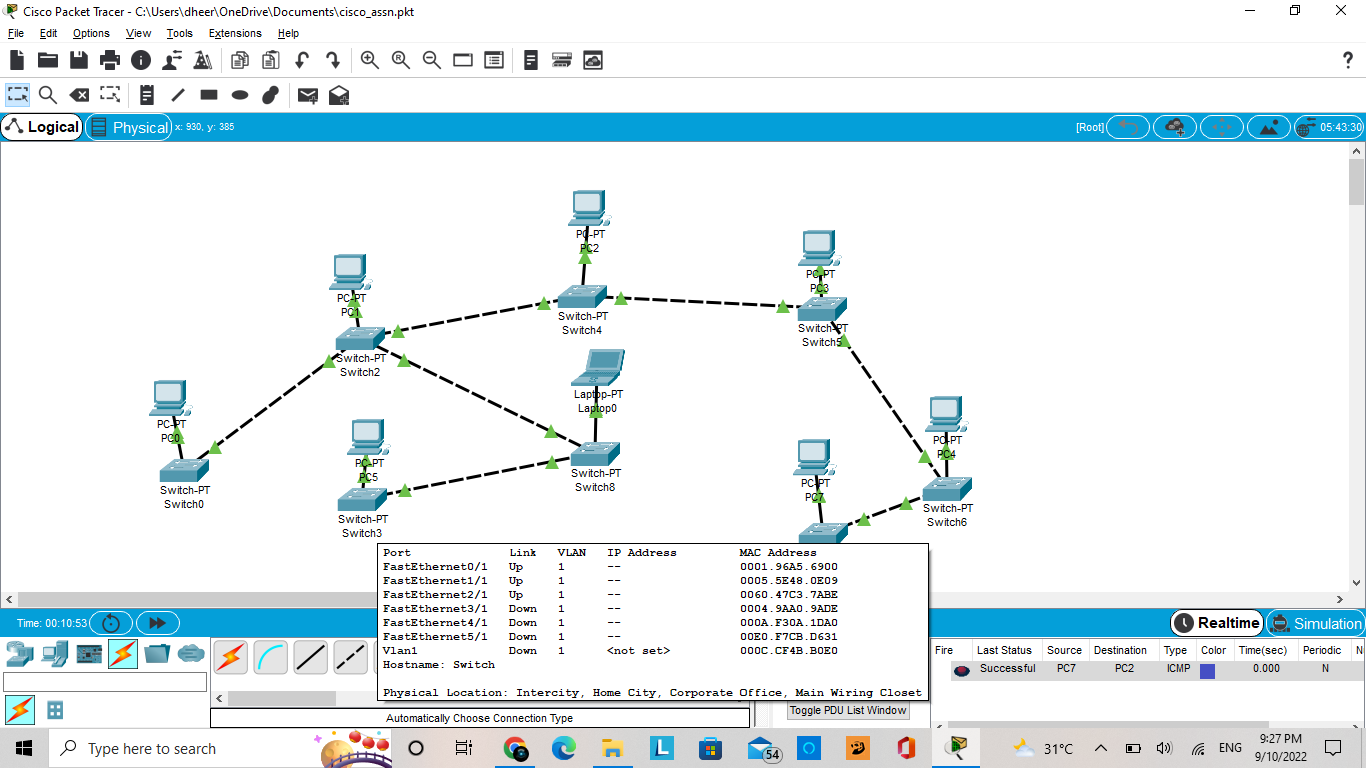 Cisco Packet Tracer - C:\Users\dheer\OneDrive\Documents\cisco_assn.pkt
File Edit Options View Tools Extensions Help
?
Logical Physical x: 930, y: 385 [Root] 05:43:30
PC-PT
PC2
PC-PT
PC3
PC-PT
PC1
Switch-PT
Switch4
Switch-PT
Switch5
Switch-PT
Switch2
Laptop-PT
Laptop0
PC-PT
PC0
PC-PT
PC4
PC-PT
PC5
Switch-PT
Switch8
PC-PT
PC7
Switch-PT
Switch0
Switch-PT
Switch3
Switch-PT
Switch6
Port Link VLAN IP Address MAC Address
FastEthernet0/1 Up 1 -- 0001.96A5.6900
FastEthernet1/1 Up 1 -- 0005.5E48.0E09
FastEthernet2/1 Up 1 -- 0060.47C3.7ABE
FastEthernet3/1 Down 1 -- 0004.9AA0.9ADE
FastEthernet4/1 Down 1 -- 000A.F30A.1DA0
FastEthernet5/1 Down 1 -- 00E0.F7CB.D631
Vlan1 Down 1 <not set> 000C.CF4B.B0E0
Hostname: Switch
Physical Location: Intercity, Home City, Corporate Office, Main Wiring Closet
Time: 00:10:53
Realtime Simulation
Fire Last Status Source Destination Type Color Time(sec) Periodic N
Successful PC7 PC2 ICMP 0.000 N
Automatically Choose Connection Type
Toggle PDU List Window
Type here to search
54
31°C ENG 9:27 PM
9/10/2022